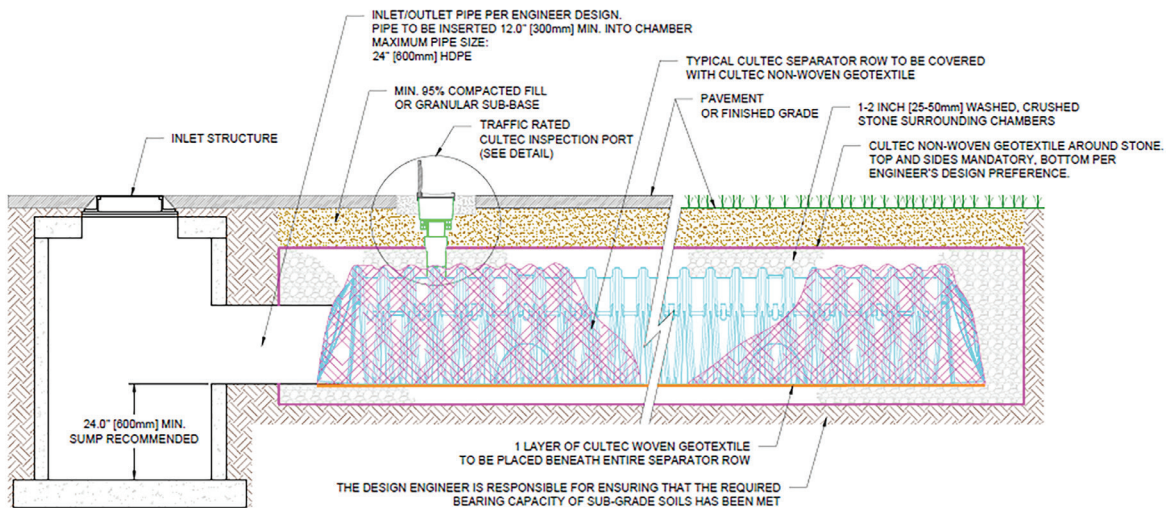 INLET/OUTLET PIPE PER ENGINEER DESIGN.
PIPE TO BE INSERTED 12.0" [300mm] MIN. INTO CHAMBER
MAXIMUM PIPE SIZE:
24" [600mm] HDPE
TYPICAL CULTEC SEPARATOR ROW TO BE COVERED
WITH CULTEC NON-WOVEN GEOTEXTILE
MIN. 95% COMPACTED FILL
OR GRANULAR SUB-BASE
PAVEMENT
OR FINISHED GRADE
1-2 INCH [25-50mm] WASHED, CRUSHED
STONE SURROUNDING CHAMBERS
INLET STRUCTURE
TRAFFIC RATED
CULTEC INSPECTION PORT
(SEE DETAIL)
CULTEC NON-WOVEN GEOTEXTILE AROUND STONE.
TOP AND SIDES MANDATORY, BOTTOM PER
ENGINEER'S DESIGN PREFERENCE.
24.0" [600mm] MIN.
SUMP RECOMMENDED
1 LAYER OF CULTEC WOVEN GEOTEXTILE
TO BE PLACED BENEATH ENTIRE SEPARATOR ROW
THE DESIGN ENGINEER IS RESPONSIBLE FOR ENSURING THAT THE REQUIRED
BEARING CAPACITY OF SUB-GRADE SOILS HAS BEEN MET